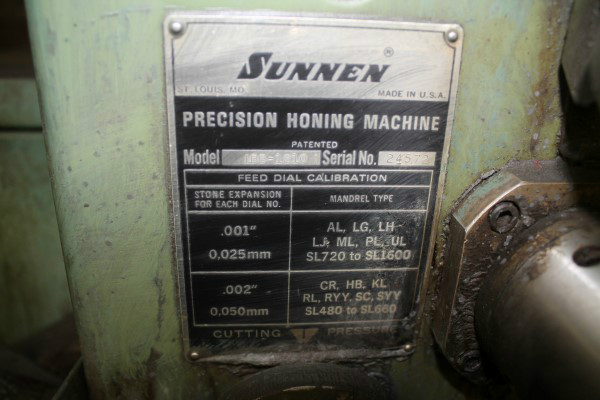 SUNNEN ®
ST. LOUIS, MO. MADE IN U.S.A.
PRECISION HONING MACHINE
PATENTED
Model Serial No.
FEED DIAL CALIBRATION
STONE EXPANSION
FOR EACH DIAL NO.
MANDREL TYPE
.001"
0,025mm
AL, LG, LH
LJ, ML, PL, UL
SL720 to SL1600
.002"
0,050mm
CR, HB, KL
RL, RYY, SC, SYY
SL480 to SL660
CUTTING PRESSURE